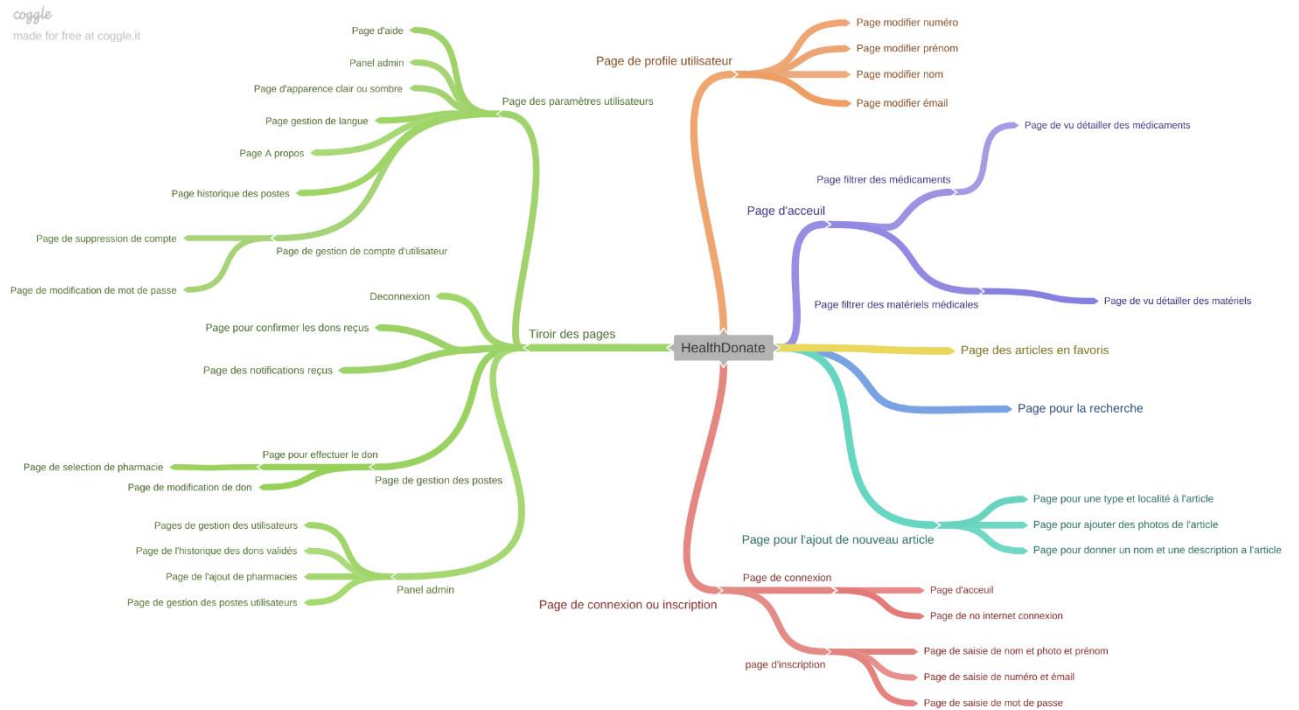 coggle
made for free at coggle.it
Page d'aide
Panel admin
Page d'apparence clair ou sombre
Page des paramètres utilisateurs
Page gestion de langue
Page A propos
Page historique des postes
Page de suppression de compte
Page de gestion de compte d'utilisateur
Page de modification de mot de passe
Deconnexion
Page pour confirmer les dons reçus
Tiroir des pages
Page des notifications reçus
Page pour effectuer le don
Page de selection de pharmacie
Page de gestion des postes
Page de modification de don
Pages de gestion des utilisateurs
Page de l'historique des dons validés
Page de l'ajout de pharmacies
Panel admin
Page de gestion des postes utilisateurs
HealthDonate
Page de profile utilisateur
Page modifier numéro
Page modifier prénom
Page modifier nom
Page modifier émail
Page de vu détailler des médicaments
Page filtrer des médicaments
Page d'acceuil
Page filtrer des matériels médicales
Page de vu détailler des matériels
Page des articles en favoris
Page pour la recherche
Page pour une type et localité à l'article
Page pour ajouter des photos de l'article
Page pour l'ajout de nouveau article
Page pour donner un nom et une description a l'article
Page de connexion
Page d'acceuil
Page de connexion ou inscription
Page de no internet connexion
page d'inscription
Page de saisie de nom et photo et prénom
Page de saisie de numéro et émail
Page de saisie de mot de passe